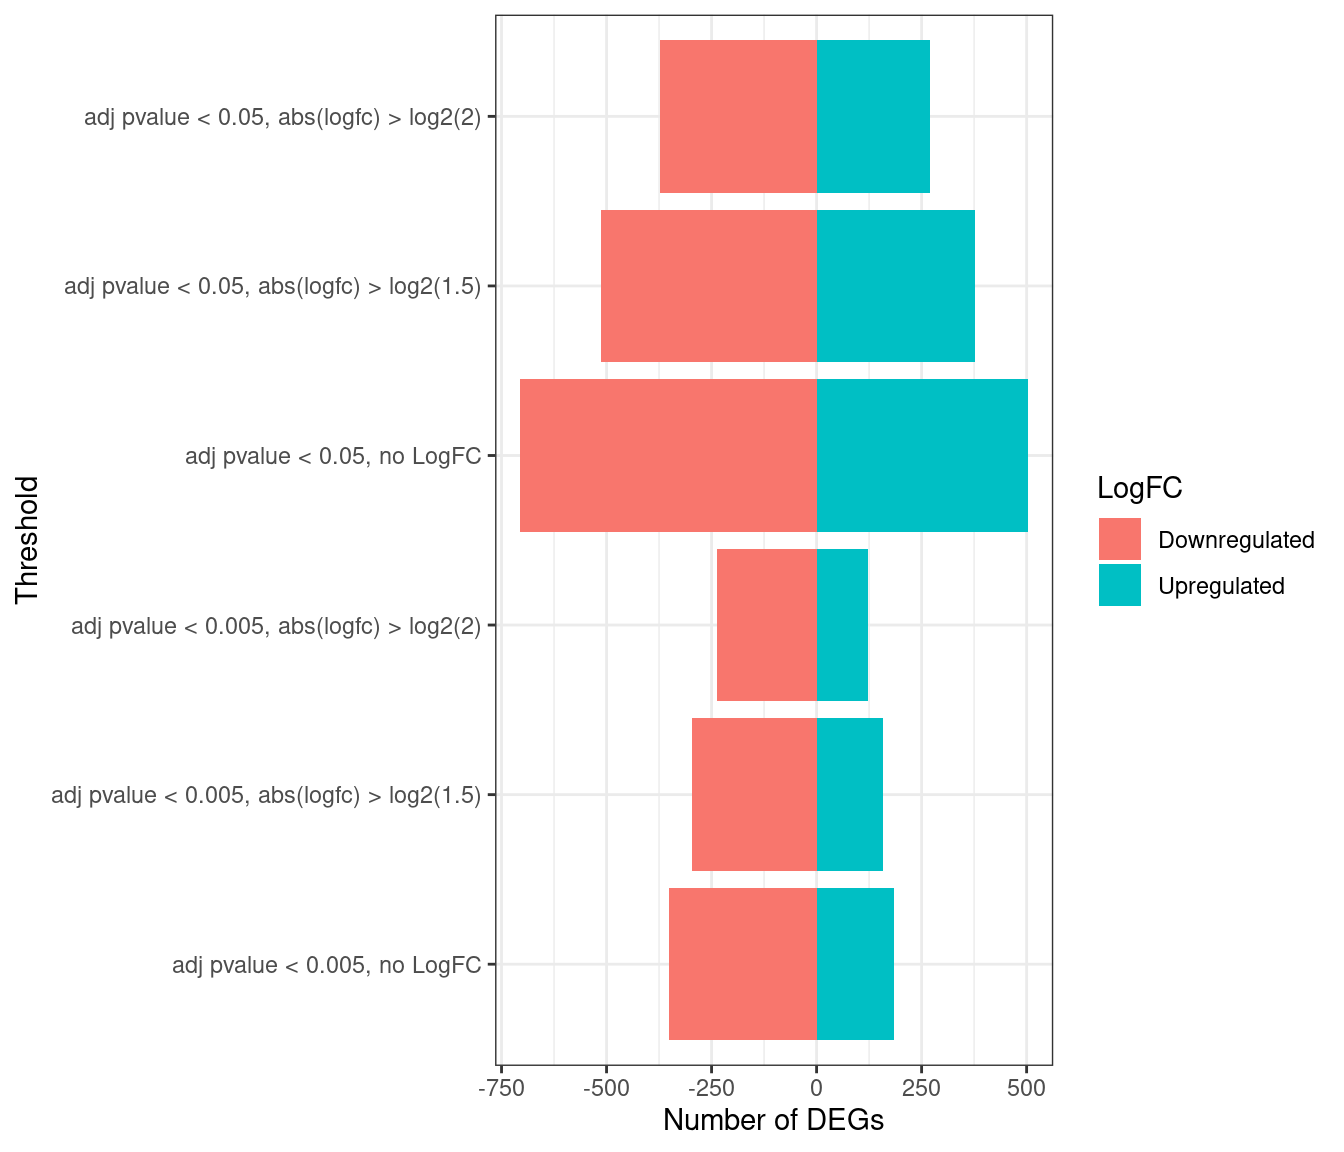 adj pvalue < 0.05, abs(logfc) > log2(2)
adj pvalue < 0.05, abs(logfc) > log2(1.5)
adj pvalue < 0.05, no LogFC
adj pvalue < 0.005, abs(logfc) > log2(2)
adj pvalue < 0.005, abs(logfc) > log2(1.5)
adj pvalue < 0.005, no LogFC
Threshold
-750 -500 -250 0 250 500
Number of DEGs
LogFC
Downregulated
Upregulated